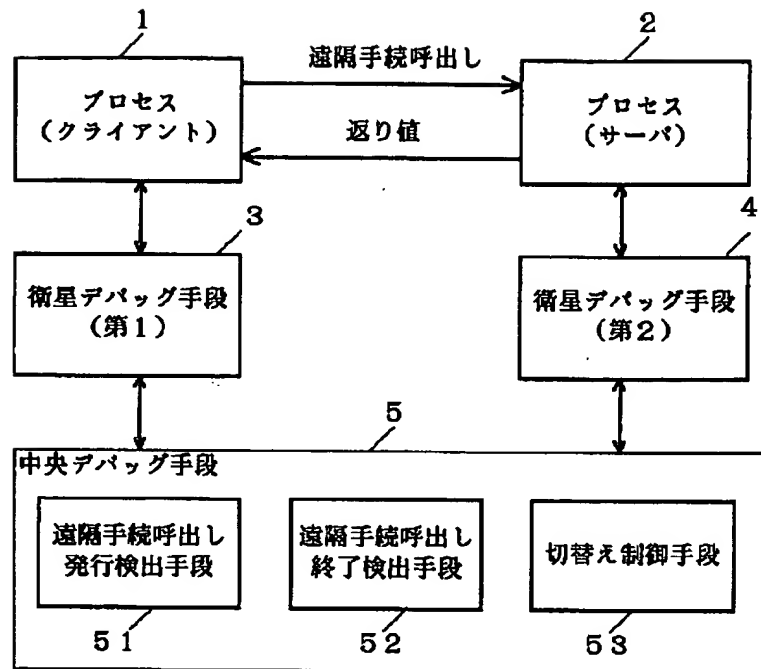 1
2
遠隔手続呼出し
プロセス
(クライアント)
プロセス
(サーバ)
返り値
3
4
衛星デバッグ手段
(第1)
衛星デバッグ手段
(第2)
5
中央デバッグ手段
遠隔手続呼出し
発行検出手段
遠隔手続呼出し
終了検出手段
切替え制御手段
51
52
53